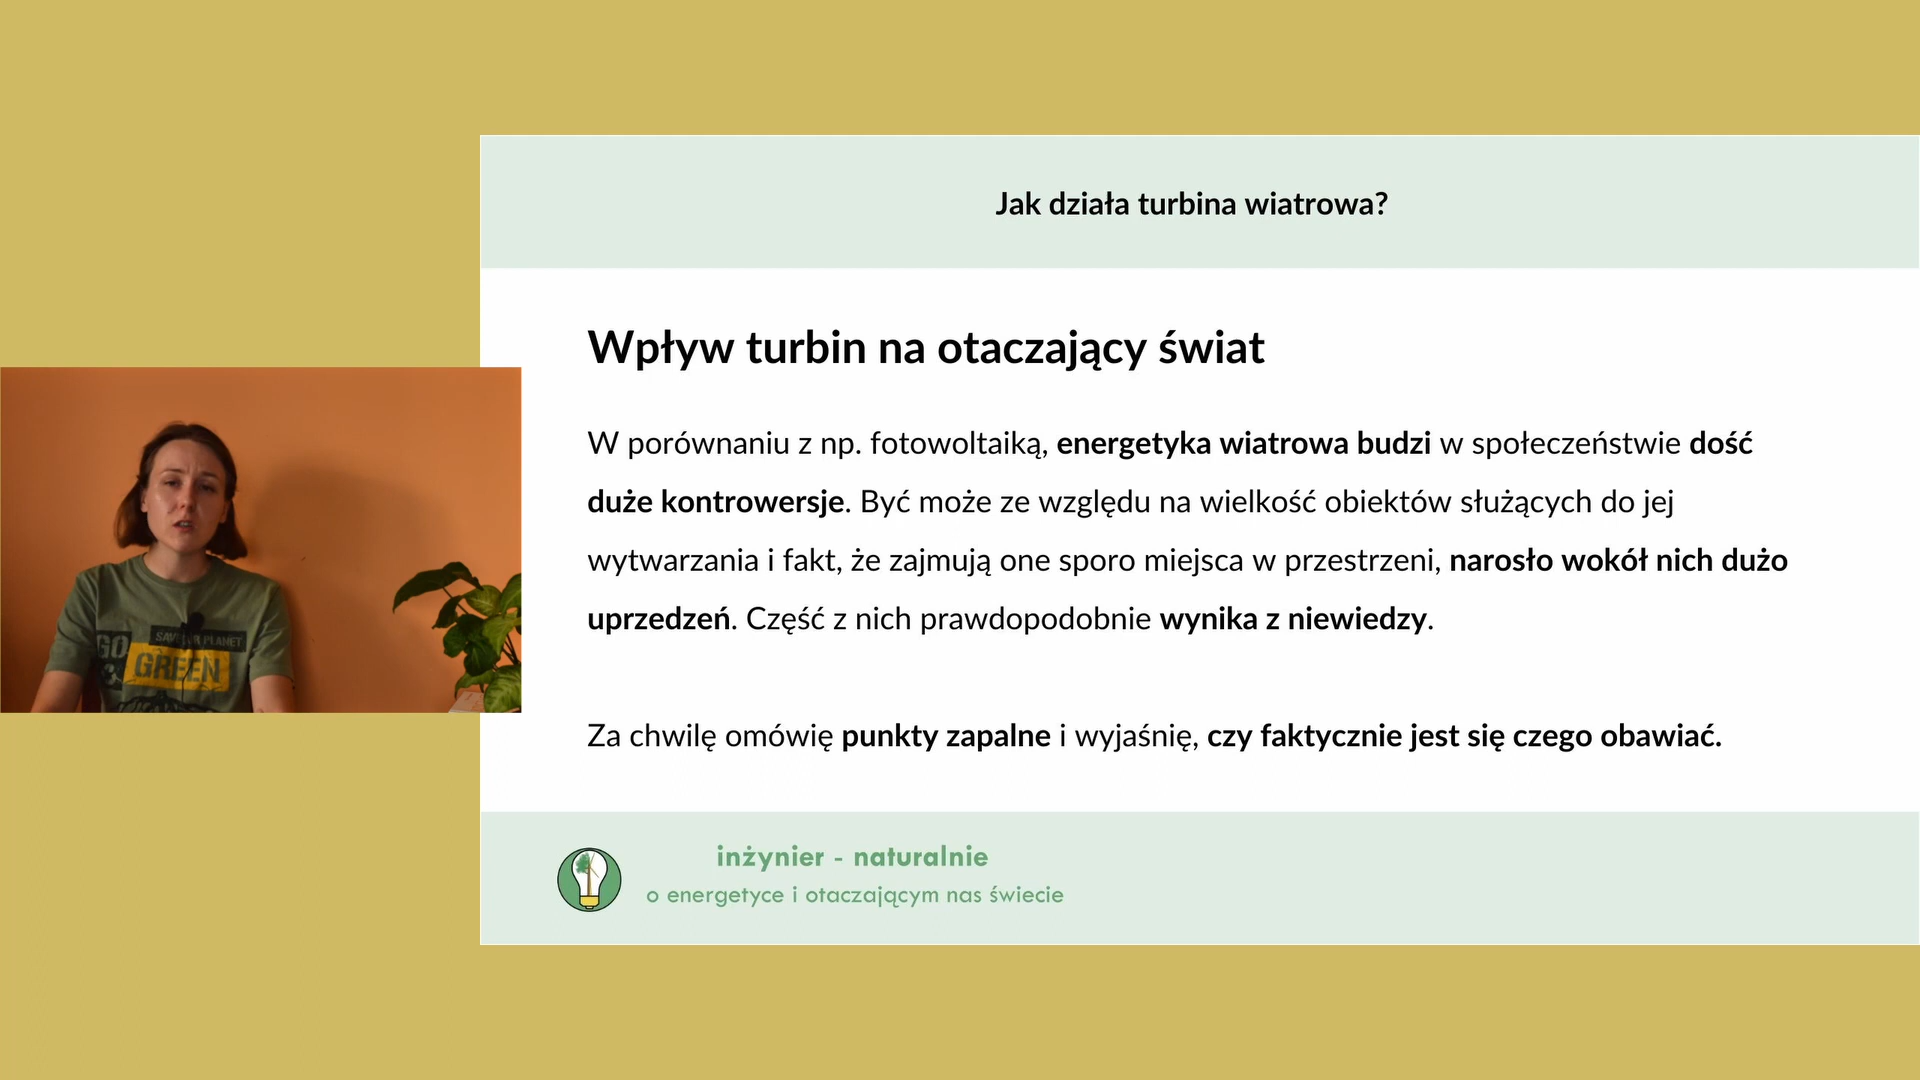 Jak działa turbina wiatrowa?
Wpływ turbin na otaczający świat
W porównaniu z np. fotowoltaiką, energetyka wiatrowa budzi w społeczeństwie dość
duże kontrowersje. Być może ze względu na wielkość obiektów służących do jej
wytwarzania i fakt, że zajmują one sporo miejsca w przestrzeni, narosło wokół nich dużo
uprzedzeń. Część z nich prawdopodobnie wynika z niewiedzy.
Za chwilę omówię punkty zapalne i wyjaśnię, czy faktycznie jest się czego obawiać.
inżynier - naturalnie
o energetyce i otaczającym nas świecie
GO
PLANET
GREEN